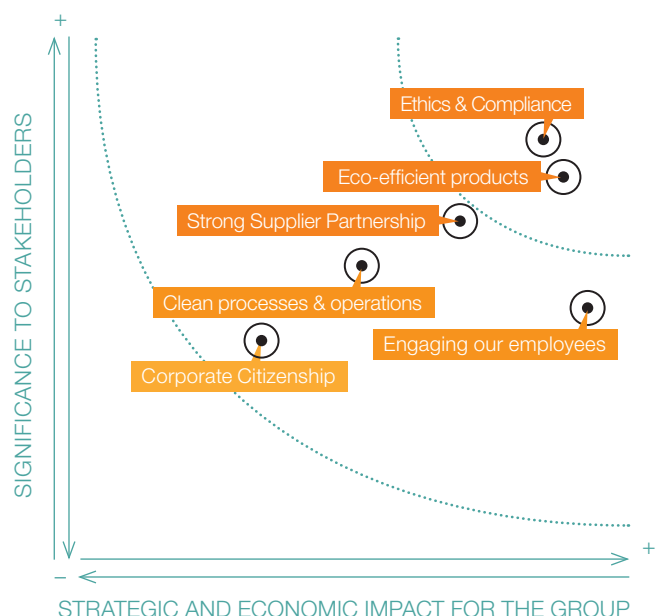 +
Ethics & Compliance
Eco-efficient products
Strong Supplier Partnership
Clean processes & operations
Engaging our employees
Corporate Citizenship
SIGNIFICANCE TO STAKEHOLDERS
+
–
STRATEGIC AND ECONOMIC IMPACT FOR THE GROUP